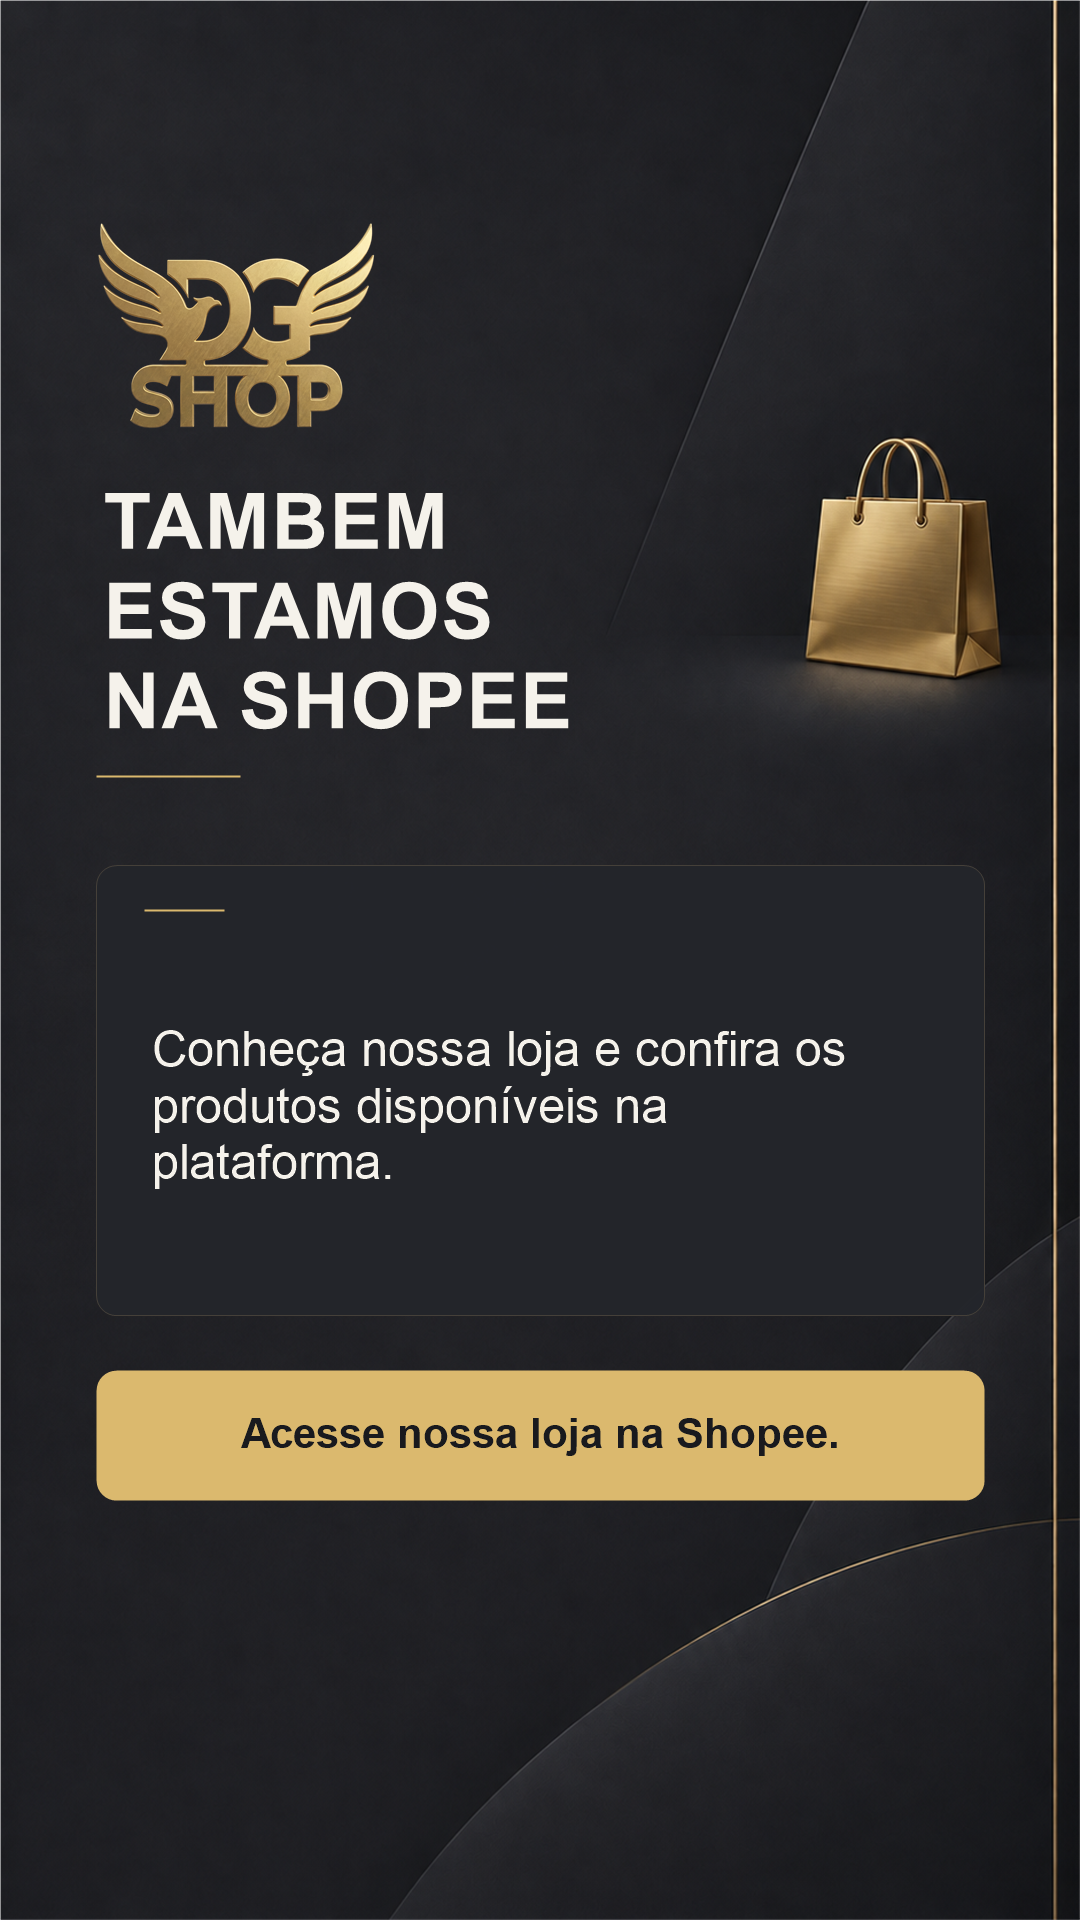 DG
SHOP
TAMBEM
ESTAMOS
NA SHOPEE
Conheça nossa loja e confira os
produtos disponíveis na
plataforma.
Acesse nossa loja na Shopee.